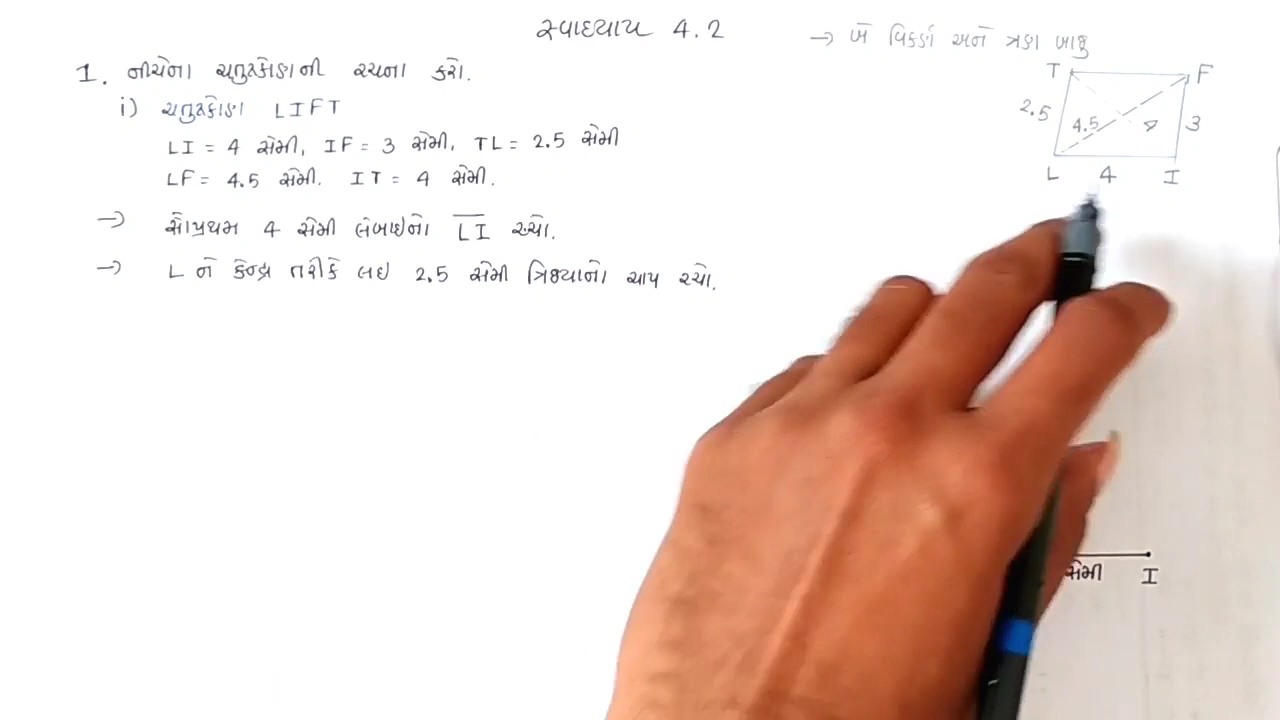 સ્વાધ્યાય 4.2
→ બે વિકર્ણો અને ત્રણ બાજુ
1. નીચેના ચતુષ્કોણની રચના કરો.
i) ચતુષ્કોણ LIFT
LI = 4 સેમી, IF = 3 સેમી, TL = 2.5 સેમી
LF = 4.5 સેમી. IT = 4 સેમી.
→ સૌપ્રથમ 4 સેમી લંબાઈનો LI રચો.
→ L ને કેન્દ્ર તરીકે લઇ 2.5 સેમી ત્રિજ્યાનો ચાપ રચો.
T F
2.5 4.5 4 3
L 4 I
સેમી I